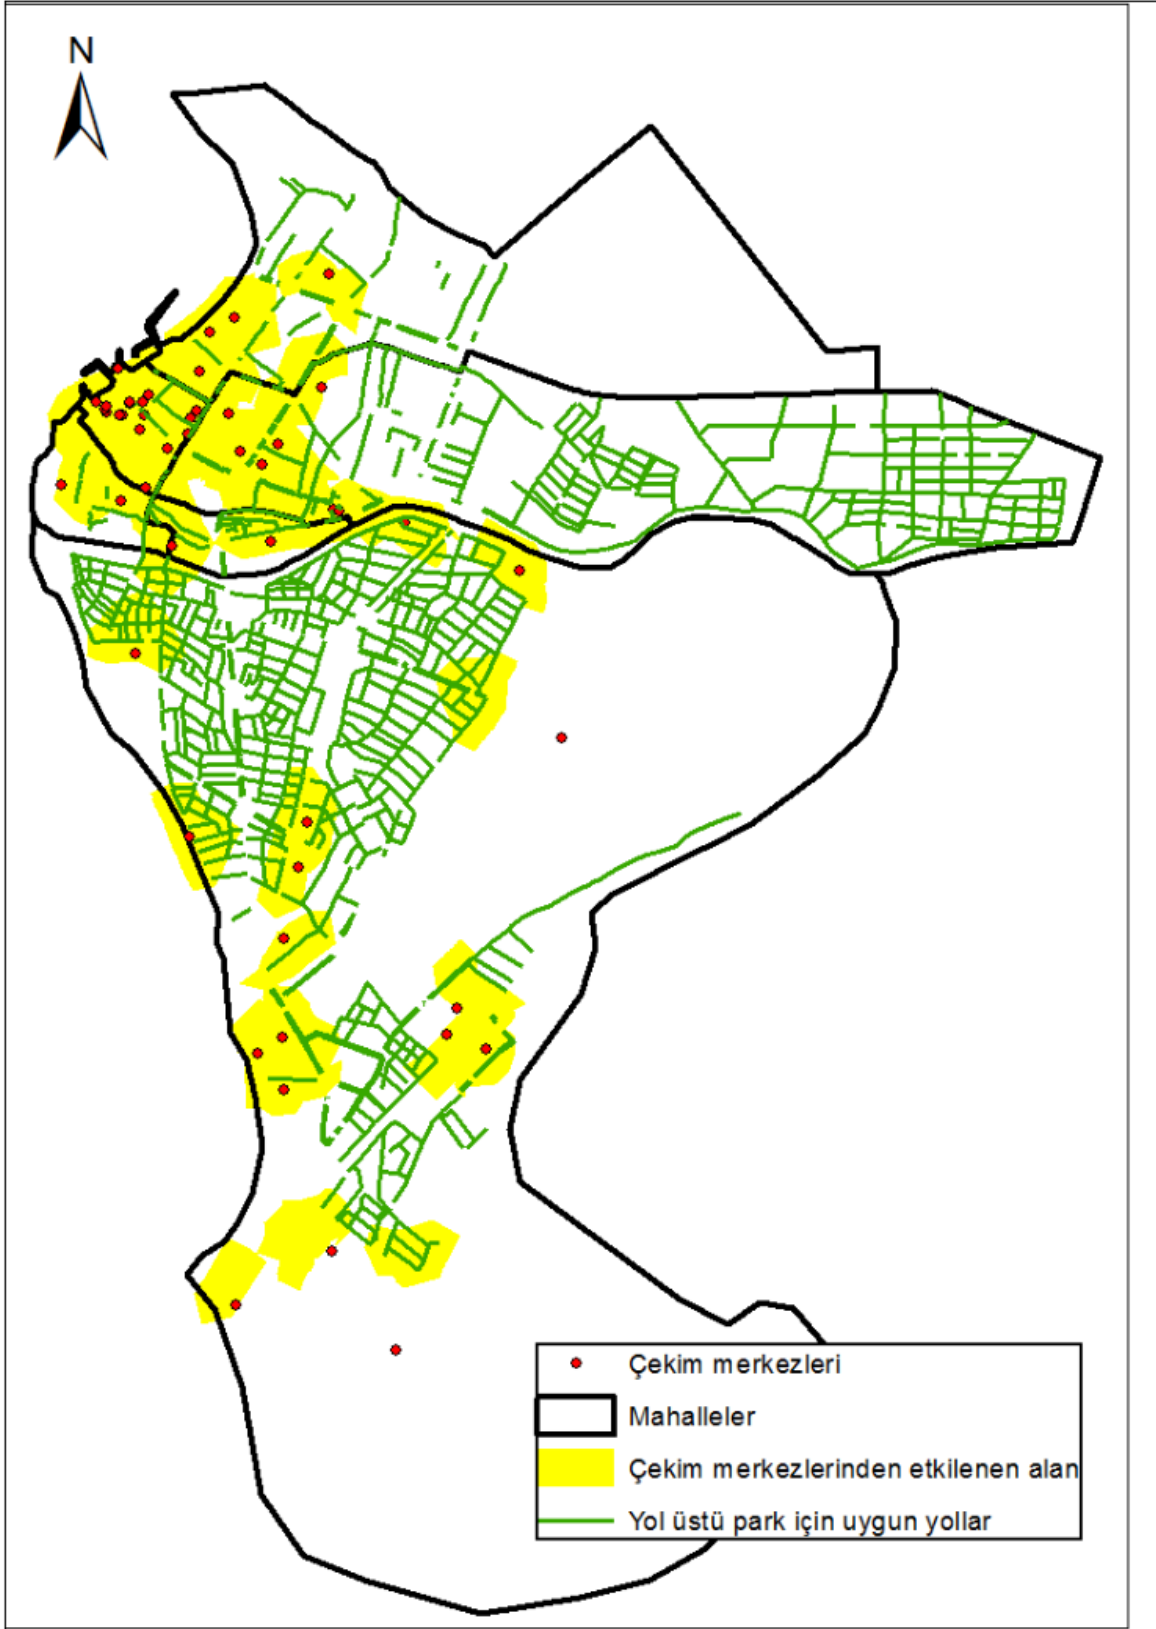 N
Çekim merkezleri
Mahalleler
Çekim merkezlerinden etkilenen alan
Yol üstü park için uygun yollar